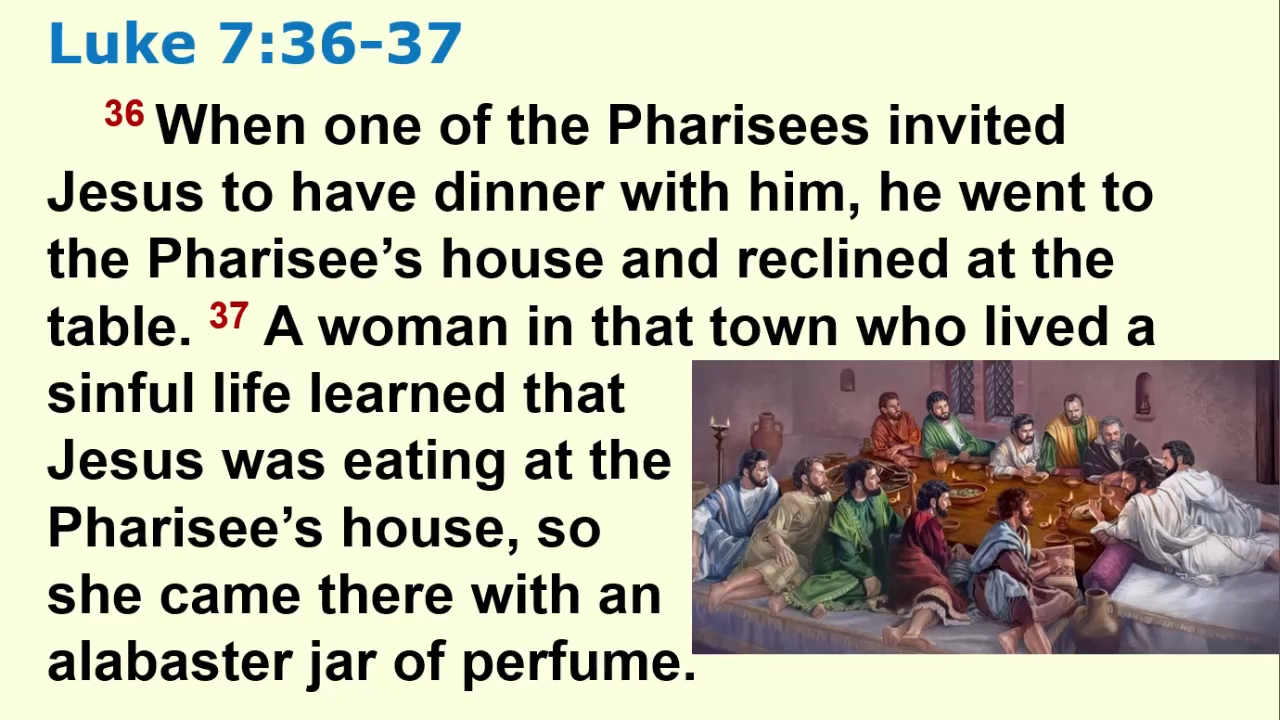 Luke 7:36-37
36 When one of the Pharisees invited
Jesus to have dinner with him, he went to
the Pharisee’s house and reclined at the
table. 37 A woman in that town who lived a
sinful life learned that
Jesus was eating at the
Pharisee’s house, so
she came there with an
alabaster jar of perfume.